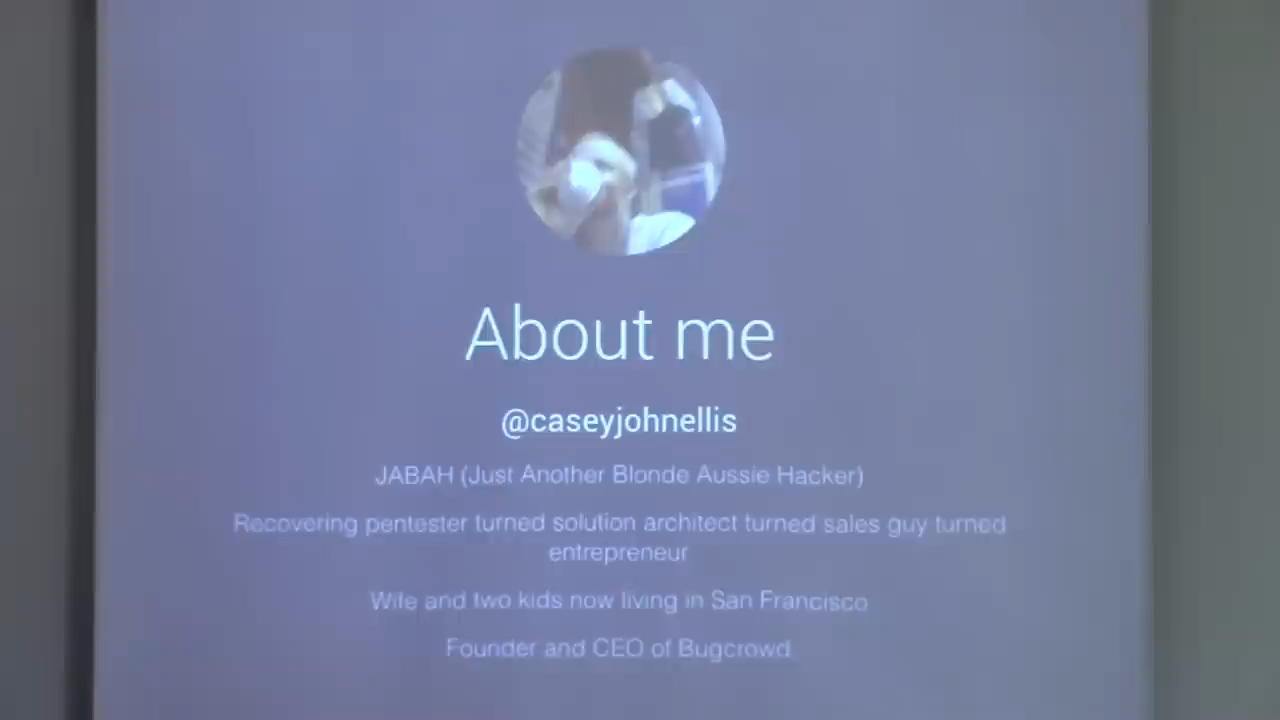 About me
@caseyjohnellis
JABAH (Just Another Blonde Aussie Hacker)
Recovering pentester turned solution architect turned sales guy turned
entrepreneur
Wife and two kids now living in San Francisco
Founder and CEO of Bugcrowd